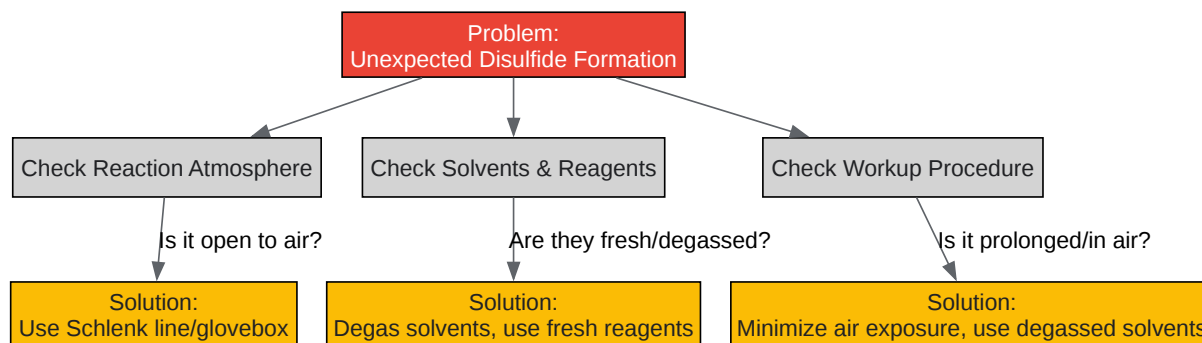 Problem:
Unexpected Disulfide Formation
Check Reaction Atmosphere
Check Solvents & Reagents
Check Workup Procedure
Is it open to air?
Are they fresh/degassed?
Is it prolonged/in air?
Solution:
Use Schlenk line/glovebox
Solution:
Degas solvents, use fresh reagents
Solution:
Minimize air exposure, use degassed solvents